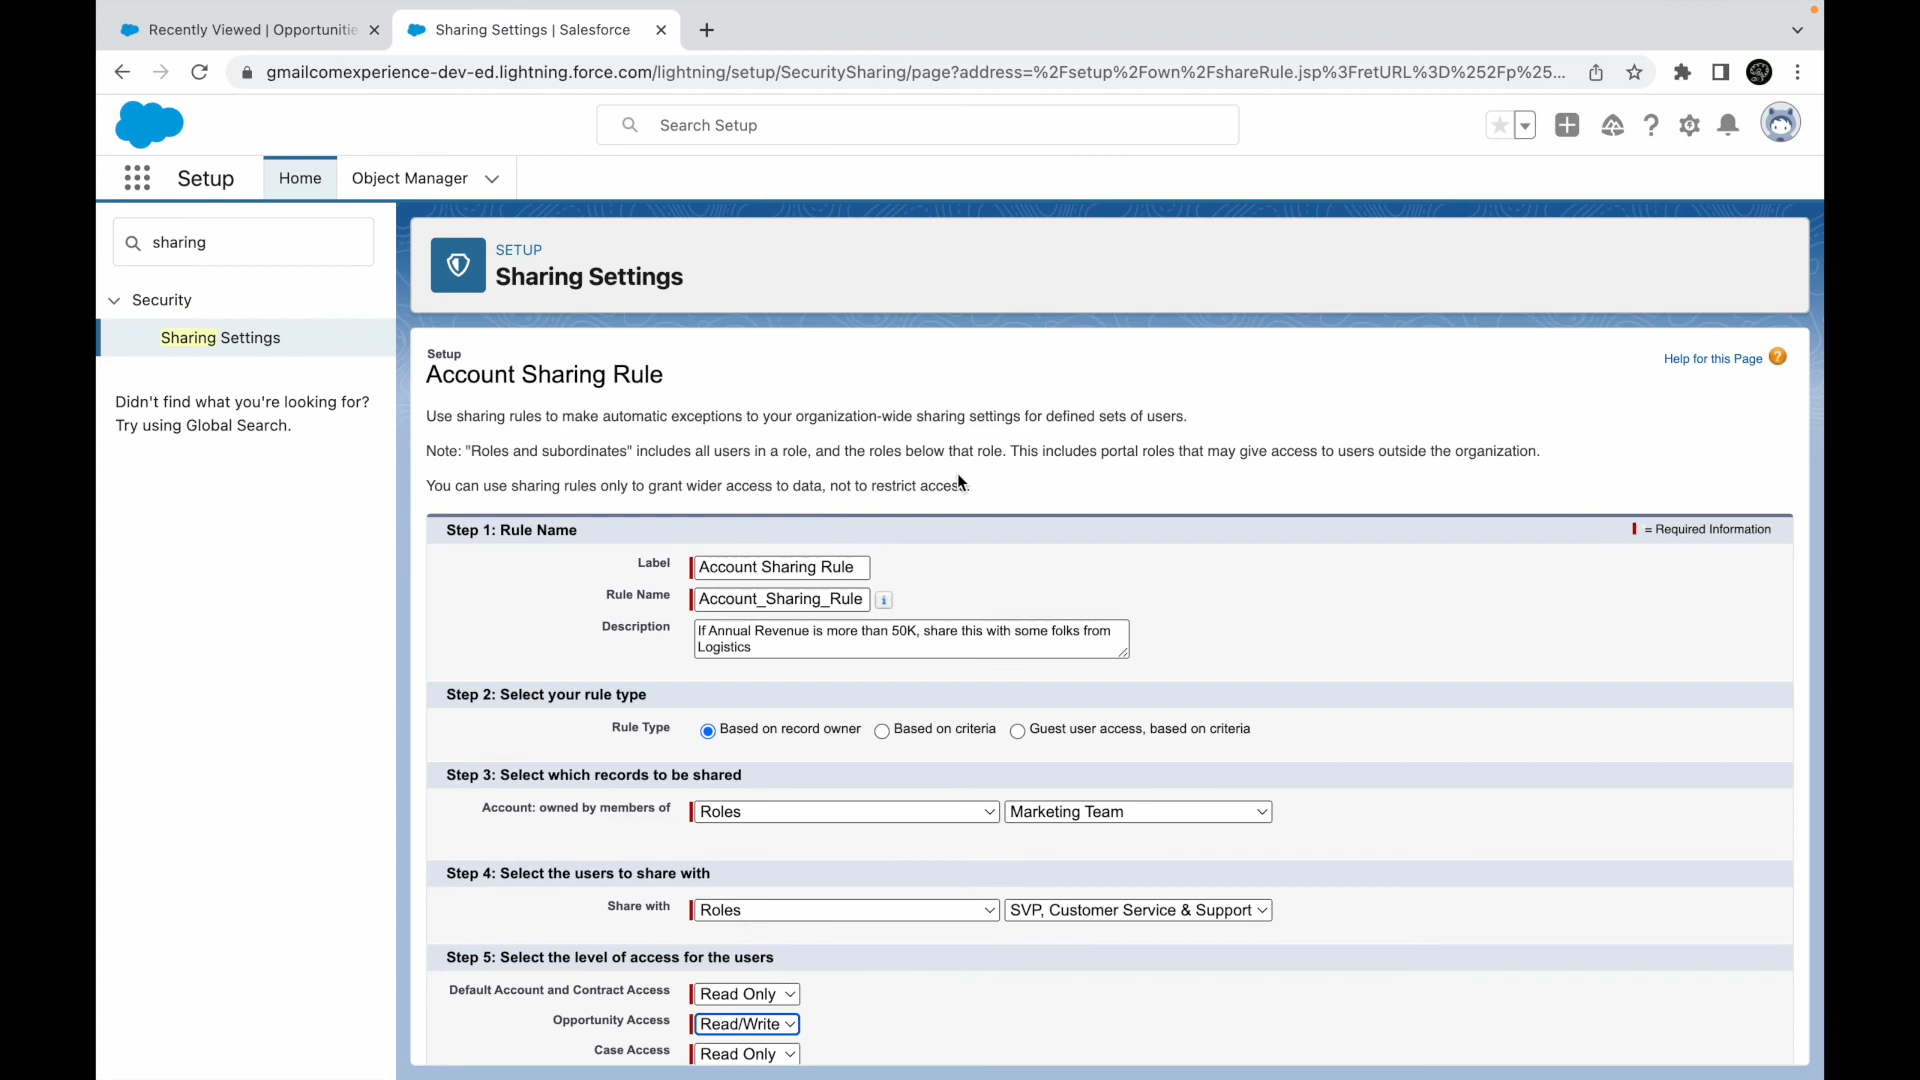 Recently Viewed | Opportunitie
Sharing Settings | Salesforce
gmailcomexperience-dev-ed.lightning.force.com/lightning/setup/SecuritySharing/page?address=%2Fsetup%2Fown%2FshareRule.jsp%3FretURL%3D%252Fp%25...
Search Setup
Setup
Home
Object Manager
sharing
Security
Sharing Settings
Didn't find what you're looking for?
Try using Global Search.
SETUP
Sharing Settings
Setup
Account Sharing Rule
Help for this Page
Use sharing rules to make automatic exceptions to your organization-wide sharing settings for defined sets of users.
Note: "Roles and subordinates" includes all users in a role, and the roles below that role. This includes portal roles that may give access to users outside the organization.
You can use sharing rules only to grant wider access to data, not to restrict access.
Step 1: Rule Name
= Required Information
Label Account Sharing Rule
Rule Name Account_Sharing_Rule
Description If Annual Revenue is more than 50K, share this with some folks from
Logistics
Step 2: Select your rule type
Rule Type Based on record owner Based on criteria Guest user access, based on criteria
Step 3: Select which records to be shared
Account: owned by members of Roles Marketing Team
Step 4: Select the users to share with
Share with Roles SVP, Customer Service & Support
Step 5: Select the level of access for the users
Default Account and Contract Access Read Only
Opportunity Access Read/Write
Case Access Read Only